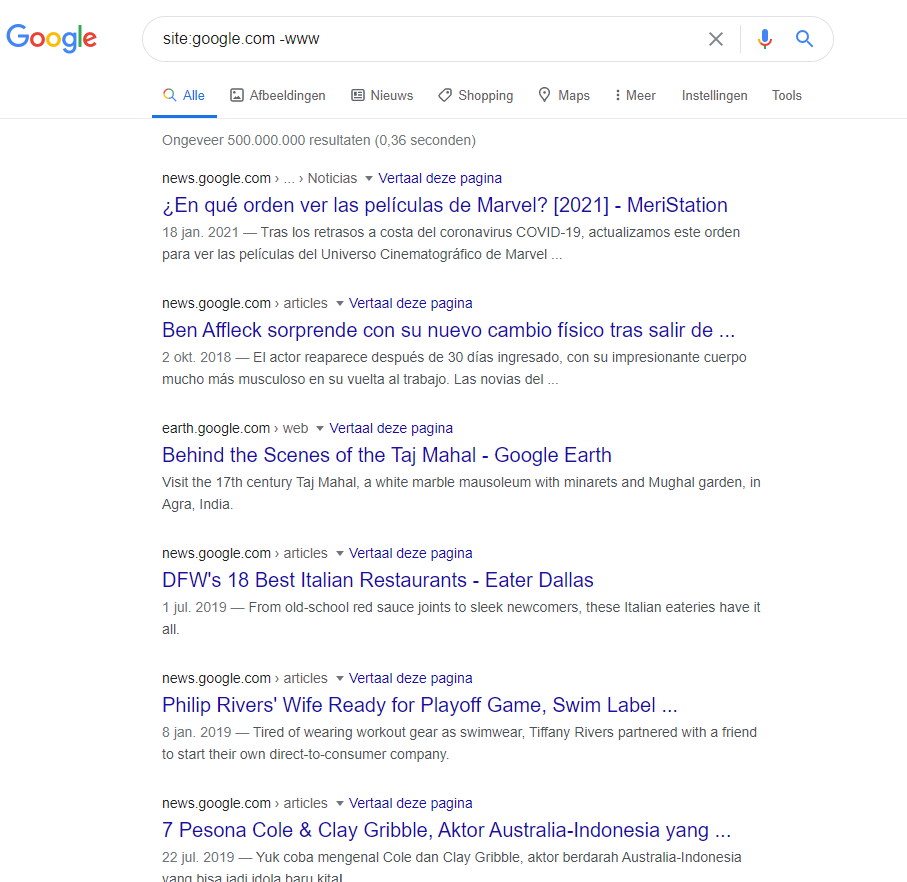 Google
site:google.com -www
Alle Afbeeldingen Nieuws Shopping Maps Meer Instellingen Tools
Ongeveer 500.000.000 resultaten (0,36 seconden)
news.google.com › ... › Noticias Vertaal deze pagina
¿En qué orden ver las películas de Marvel? [2021] - MeriStation
18 jan. 2021 — Tras los retrasos a costa del coronavirus COVID-19, actualizamos este orden
para ver las películas del Universo Cinematográfico de Marvel ...
news.google.com › articles Vertaal deze pagina
Ben Affleck sorprende con su nuevo cambio físico tras salir de ...
2 okt. 2018 — El actor reaparece después de 30 días ingresado, con su impresionante cuerpo
mucho más musculoso en su vuelta al trabajo. Las novias del ...
earth.google.com › web Vertaal deze pagina
Behind the Scenes of the Taj Mahal - Google Earth
Visit the 17th century Taj Mahal, a white marble mausoleum with minarets and Mughal garden, in
Agra, India.
news.google.com › articles Vertaal deze pagina
DFW's 18 Best Italian Restaurants - Eater Dallas
1 jul. 2019 — From old-school red sauce joints to sleek newcomers, these Italian eateries have it
all.
news.google.com › articles Vertaal deze pagina
Philip Rivers' Wife Ready for Playoff Game, Swim Label ...
8 jan. 2019 — Tired of wearing workout gear as swimwear, Tiffany Rivers partnered with a friend
to start their own direct-to-consumer company.
news.google.com › articles Vertaal deze pagina
7 Pesona Cole & Clay Gribble, Aktor Australia-Indonesia yang ...
22 jul. 2019 — Yuk coba mengenal Cole dan Clay Gribble, aktor berdarah Australia-Indonesia
yang bisa jadi idola baru kita!